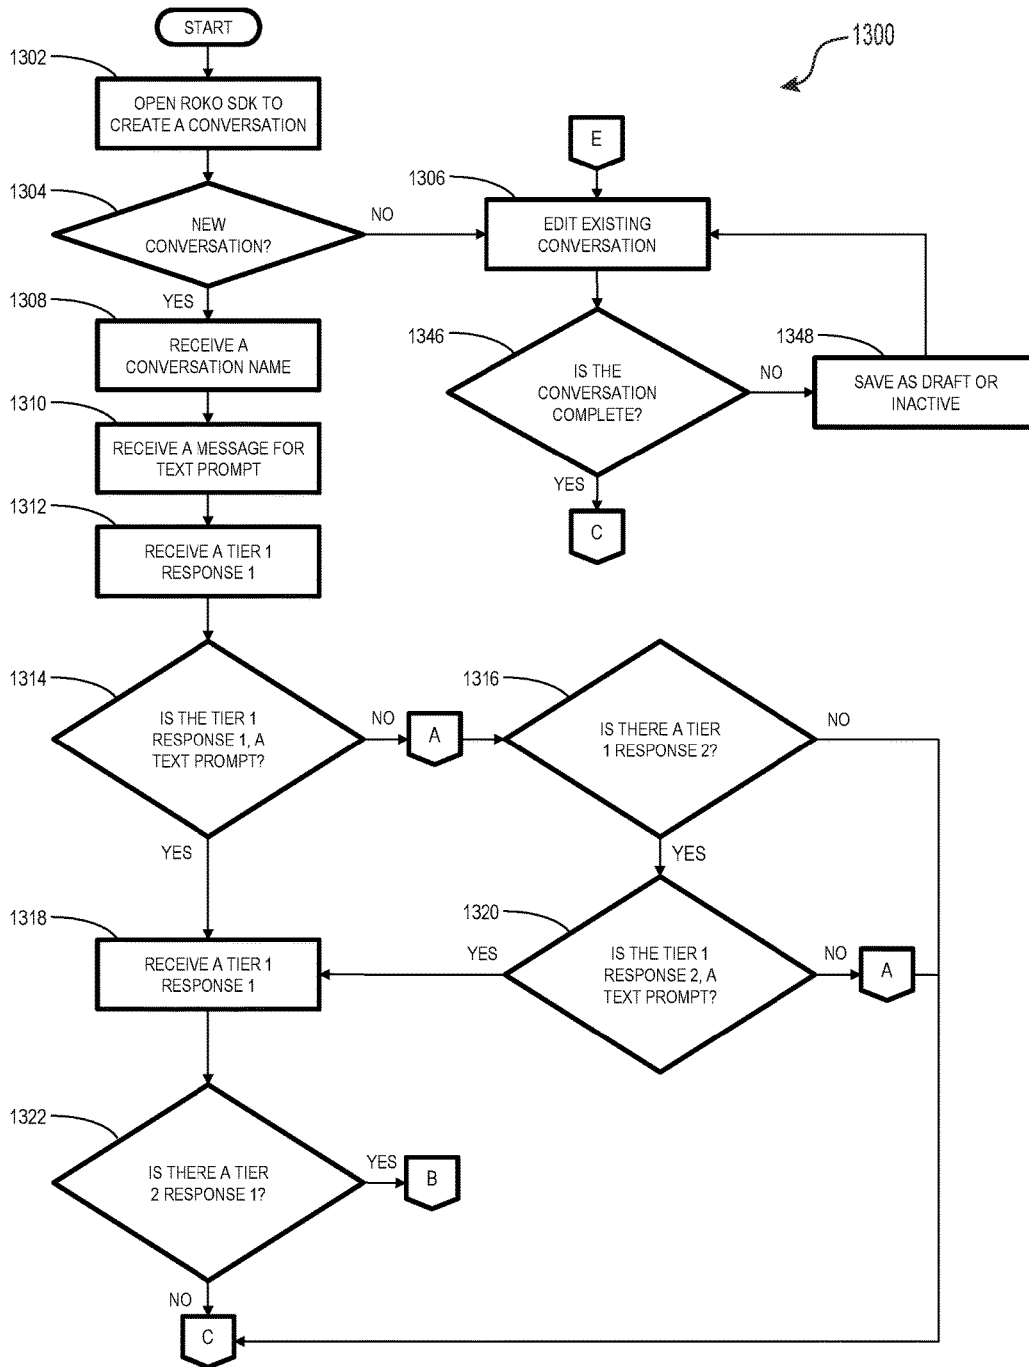 START
1300
1302
OPEN ROKO SDK TO
CREATE A CONVERSATION
E
1304
NEW
CONVERSATION?
NO
1306
EDIT EXISTING
CONVERSATION
YES
1308
RECEIVE A
CONVERSATION NAME
1346
IS THE
CONVERSATION
COMPLETE?
NO
1348
SAVE AS DRAFT OR
INACTIVE
1310
RECEIVE A MESSAGE FOR
TEXT PROMPT
YES
C
1312
RECEIVE A TIER 1
RESPONSE 1
1314
IS THE TIER 1
RESPONSE 1, A
TEXT PROMPT?
NO
A
1316
IS THERE A TIER
1 RESPONSE 2?
NO
YES
YES
1318
RECEIVE A TIER 1
RESPONSE 1
1320
YES
IS THE TIER 1
RESPONSE 2, A
TEXT PROMPT?
NO
A
1322
IS THERE A TIER
2 RESPONSE 1?
YES
B
NO
C